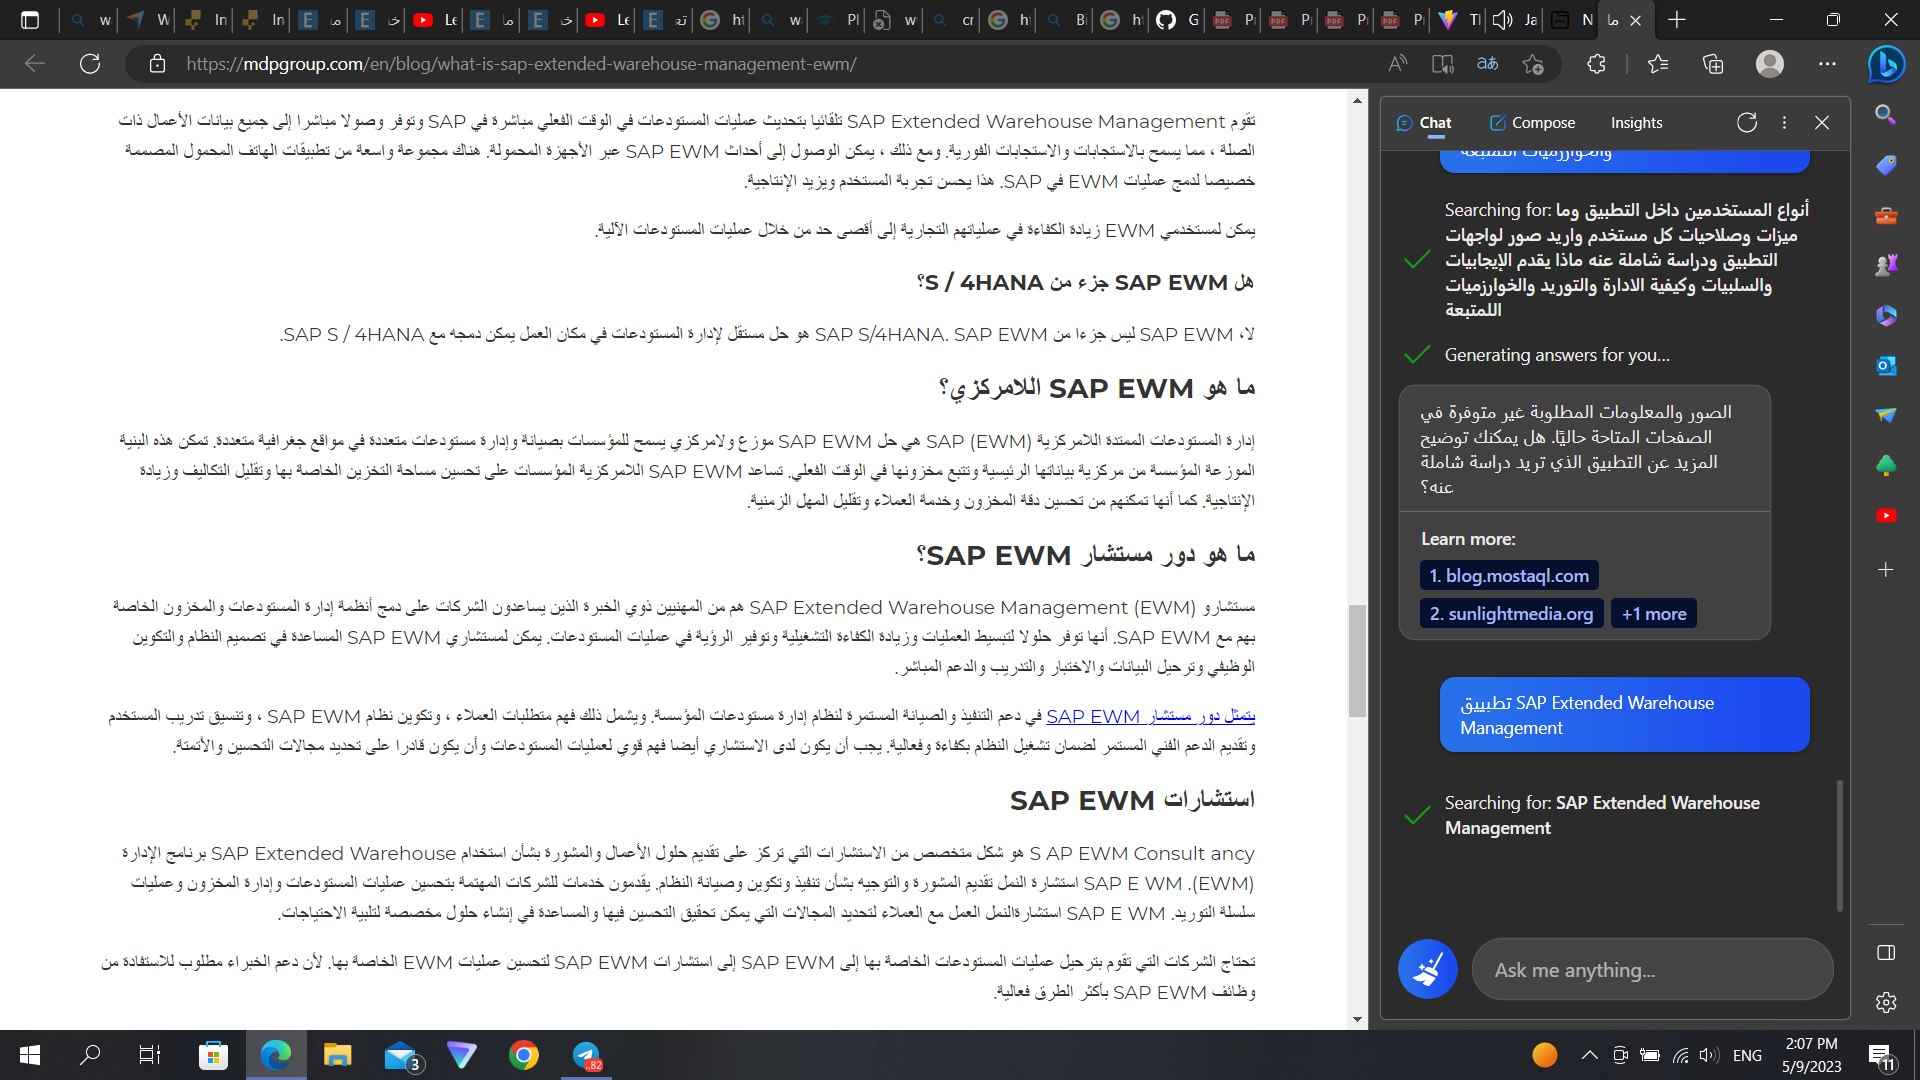 https://mdpgroup.com/en/blog/what-is-sap-extended-warehouse-management-ewm/
تقوم SAP Extended Warehouse Management تلقائيا بتحديث عمليات المستودعات في الوقت الفعلي مباشرة في SAP وتوفر وصولا مباشرا إلى جميع بيانات الأعمال ذات
الصلة ، مما يسمح بالاستجابات والاستجابات الفورية. ومع ذلك ، يمكن الوصول إلى أحداث SAP EWM عبر الأجهزة المحمولة. هناك مجموعة واسعة من تطبيقات الهاتف المحمول المصممة
خصيصا لدمج عمليات EWM في SAP. هذا يحسن تجربة المستخدم ويزيد الإنتاجية.
يمكن لمستخدمي EWM زيادة الكفاءة في عملياتهم التجارية إلى أقصى حد من خلال عمليات المستودعات الآلية.
هل SAP EWM جزء من S / 4HANA؟
لا، SAP EWM ليس جزءا من SAP S/4HANA. SAP EWM هو حل مستقل لإدارة المستودعات في مكان العمل يمكن دمجه مع SAP S / 4HANA.
ما هو SAP EWM اللامركزي؟
إدارة المستودعات الممتدة اللامركزية SAP (EWM) هي حل SAP EWM موزع ولامركزي يسمح للمؤسسات بصيانة وإدارة مستودعات متعددة في مواقع جغرافية متعددة. تمكن هذه البنية
الموزعة المؤسسة من مركزية بياناتها الرئيسية وتتبع مخزونها في الوقت الفعلي. تساعد SAP EWM اللامركزية المؤسسات على تحسين مساحة التخزين الخاصة بها وتقليل التكاليف وزيادة
الإنتاجية. كما أنها تمكنهم من تحسين دقة المخزون وخدمة العملاء وتقليل المهل الزمنية.
ما هو دور مستشار SAP EWM؟
مستشارو SAP Extended Warehouse Management (EWM) هم من المهنيين ذوي الخبرة الذين يساعدون الشركات على دمج أنظمة إدارة المستودعات والمخزون الخاصة
بهم مع SAP EWM. أنها توفر حلولا لتبسيط العمليات وزيادة الكفاءة التشغيلية وتوفير الرؤية في عمليات المستودعات. يمكن لمستشاري SAP EWM المساعدة في تصميم النظام والتكوين
الوظيفي وترحيل البيانات والاختبار والتدريب والدعم المباشر.
يتمثل دور مستشار SAP EWM في دعم التنفيذ والصيانة المستمرة لنظام إدارة مستودعات المؤسسة. ويشمل ذلك فهم متطلبات العملاء ، وتكوين نظام SAP EWM ، وتنسيق تدريب المستخدم
وتقديم الدعم الفني المستمر لضمان تشغيل النظام بكفاءة وفعالية. يجب أن يكون لدى الاستشاري أيضا فهم قوي لعمليات المستودعات وأن يكون قادرا على تحديد مجالات التحسين والأتمتة.
استشارات SAP EWM
S AP EWM Consult ancy هو شكل متخصص من الاستشارات التي تركز على تقديم حلول الأعمال والمشورة بشأن استخدام SAP Extended Warehouse برنامج الإدارة
(EWM). SAP E WM استشارة النمل تقديم المشورة والتوجيه بشأن تنفيذ وتكوين وصيانة النظام. يقدمون خدمات للشركات المهتمة بتحسين عمليات المستودعات وإدارة المخزون وعمليات
سلسلة التوريد. SAP E WM استشارةالنمل العمل مع العملاء لتحديد المجالات التي يمكن تحقيق التحسين فيها والمساعدة في إنشاء حلول مخصصة لتلبية الاحتياجات.
تحتاج الشركات التي تقوم بترحيل عمليات المستودعات الخاصة بها إلى SAP EWM إلى استشارات SAP EWM لتحسين عمليات EWM الخاصة بها. لأن دعم الخبراء مطلوب للاستفادة من
وظائف SAP EWM بأكثر الطرق فعالية.
Chat Compose Insights
والخوارزميات اللمتبعة
Searching for: أنواع المستخدمين داخل التطبيق وما
ميزات وصلاحيات كل مستخدم واريد صور لواجهات
التطبيق ودراسة شاملة عنه ماذا يقدم الإيجابيات
والسلبيات وكيفية الادارة والتوريد والخوارزميات
اللمتبعة
Generating answers for you...
الصور والمعلومات المطلوبة غير متوفرة في
الصفحات المتاحة حاليًا. هل يمكنك توضيح
المزيد عن التطبيق الذي تريد دراسة شاملة
عنه؟
Learn more:
1. blog.mostaql.com
2. sunlightmedia.org +1 more
تطبييق SAP Extended Warehouse
Management
Searching for: SAP Extended Warehouse
Management
Ask me anything...
3
..82
ENG
2:07 PM
5/9/2023
11